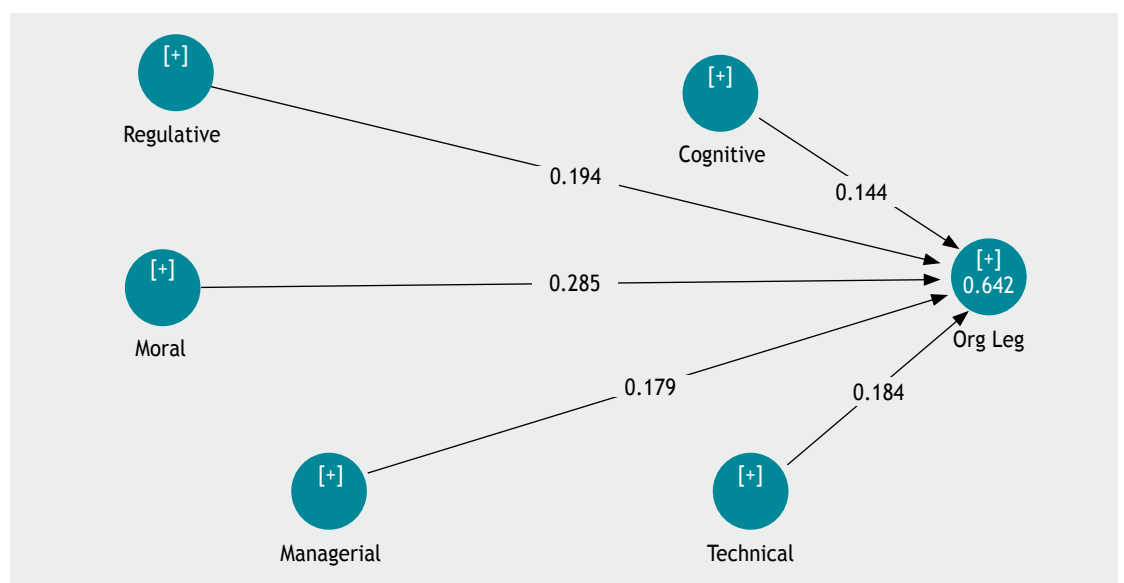 [+]
Regulative
[+]
Cognitive
0.194
0.144
[+]
Moral
0.285
[+]
0.642
Org Leg
0.179
0.184
[+]
Managerial
[+]
Technical